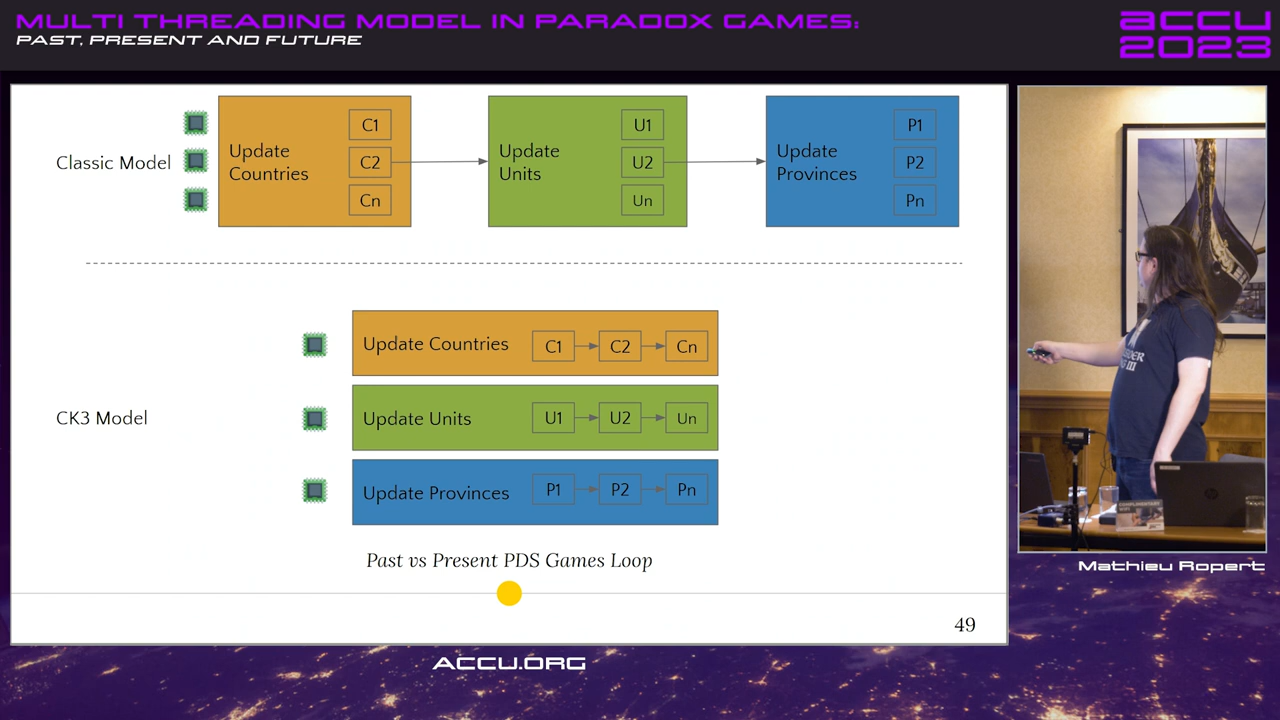 MULTI THREADING MODEL IN PARADOX GAMES:
PAST, PRESENT AND FUTURE
ACCU
2023
Classic Model
Update
Countries
C1
C2
Cn
Update
Units
U1
U2
Un
Update
Provinces
P1
P2
Pn
CK3 Model
Update Countries
C1
C2
Cn
Update Units
U1
U2
Un
Update Provinces
P1
P2
Pn
Past vs Present PDS Games Loop
49
Mathieu Ropert
ACCU.ORG